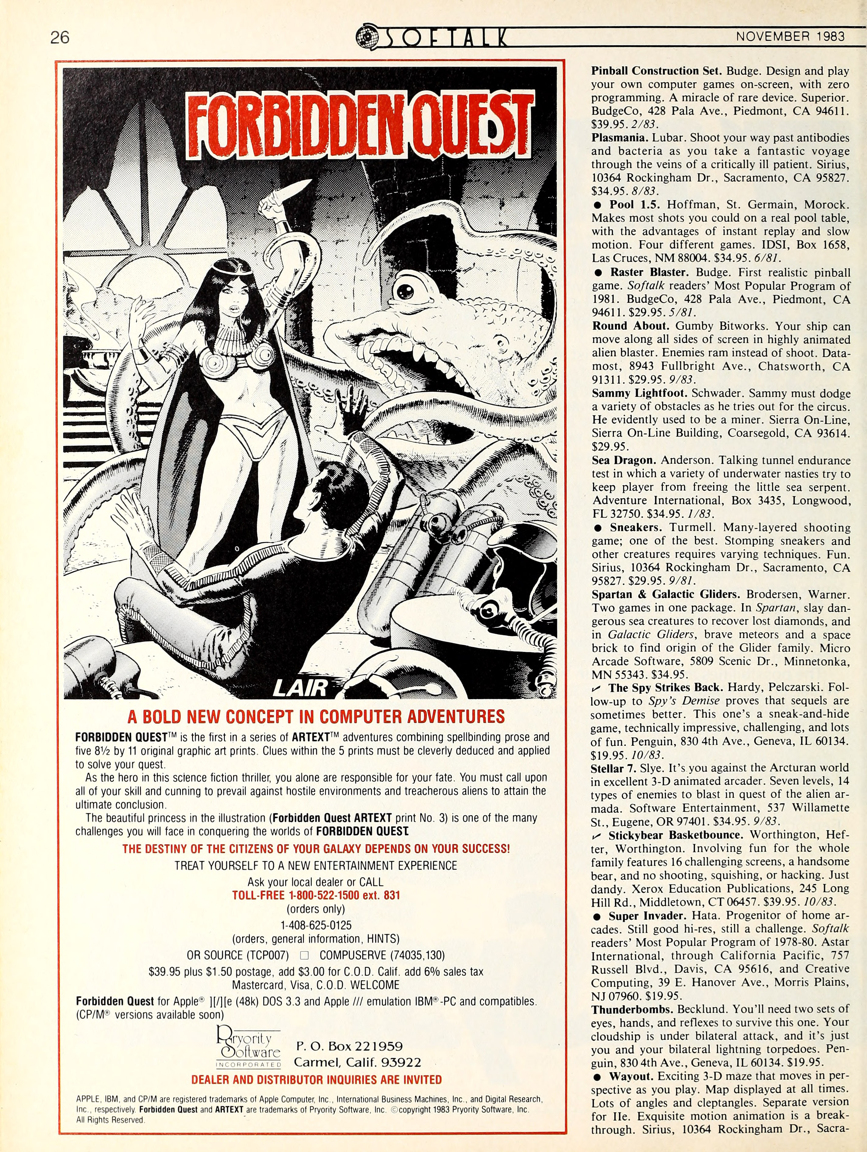 26
SOFTALK
NOVEMBER 1983
FORBIDDEN QUEST
LAIR
A BOLD NEW CONCEPT IN COMPUTER ADVENTURES
FORBIDDEN QUEST™ is the first in a series of ARTEXT™ adventures combining spellbinding prose and
five 8½ by 11 original graphic art prints. Clues within the 5 prints must be cleverly deduced and applied
to solve your quest.
As the hero in this science fiction thriller, you alone are responsible for your fate. You must call upon
all of your skill and cunning to prevail against hostile environments and treacherous aliens to attain the
ultimate conclusion.
The beautiful princess in the illustration (Forbidden Quest ARTEXT print No. 3) is one of the many
challenges you will face in conquering the worlds of FORBIDDEN QUEST.
THE DESTINY OF THE CITIZENS OF YOUR GALAXY DEPENDS ON YOUR SUCCESS!
TREAT YOURSELF TO A NEW ENTERTAINMENT EXPERIENCE
Ask your local dealer or CALL
TOLL-FREE 1-800-522-1500 ext. 831
(orders only)
1-408-625-0125
(orders, general information, HINTS)
OR SOURCE (TCP007) □ COMPUSERVE (74035,130)
$39.95 plus $1.50 postage, add $3.00 for C.O.D. Calif. add 6% sales tax
Mastercard, Visa, C.O.D. WELCOME
Forbidden Quest for Apple® ][/][e (48k) DOS 3.3 and Apple /// emulation IBM®-PC and compatibles.
(CP/M® versions available soon)
Pryority
Software
INCORPORATED
P. O. Box 221959
Carmel, Calif. 93922
DEALER AND DISTRIBUTOR INQUIRIES ARE INVITED
APPLE, IBM, and CP/M are registered trademarks of Apple Computer, Inc., International Business Machines, Inc., and Digital Research,
Inc., respectively. Forbidden Quest and ARTEXT are trademarks of Pryority Software, Inc. ©copyright 1983 Pryority Software, Inc.
All Rights Reserved.
Pinball Construction Set. Budge. Design and play
your own computer games on-screen, with zero
programming. A miracle of rare device. Superior.
BudgeCo, 428 Pala Ave., Piedmont, CA 94611.
$39.95. 2/83.
Plasmania. Lubar. Shoot your way past antibodies
and bacteria as you take a fantastic voyage
through the veins of a critically ill patient. Sirius,
10364 Rockingham Dr., Sacramento, CA 95827.
$34.95. 8/83.
● Pool 1.5. Hoffman, St. Germain, Morock.
Makes most shots you could on a real pool table,
with the advantages of instant replay and slow
motion. Four different games. IDSI, Box 1658,
Las Cruces, NM 88004. $34.95. 6/81.
● Raster Blaster. Budge. First realistic pinball
game. Softalk readers' Most Popular Program of
1981. BudgeCo, 428 Pala Ave., Piedmont, CA
94611. $29.95. 5/81.
Round About. Gumby Bitworks. Your ship can
move along all sides of screen in highly animated
alien blaster. Enemies ram instead of shoot. Data-
most, 8943 Fullbright Ave., Chatsworth, CA
91311. $29.95. 9/83.
Sammy Lightfoot. Schwader. Sammy must dodge
a variety of obstacles as he tries out for the circus.
He evidently used to be a miner. Sierra On-Line,
Sierra On-Line Building, Coarsegold, CA 93614.
$29.95.
Sea Dragon. Anderson. Talking tunnel endurance
test in which a variety of underwater nasties try to
keep player from freeing the little sea serpent.
Adventure International, Box 3435, Longwood,
FL 32750. $34.95. 1/83.
● Sneakers. Turmell. Many-layered shooting
game; one of the best. Stomping sneakers and
other creatures requires varying techniques. Fun.
Sirius, 10364 Rockingham Dr., Sacramento, CA
95827. $29.95. 9/81.
Spartan & Galactic Gliders. Brodersen, Warner.
Two games in one package. In Spartan, slay dan-
gerous sea creatures to recover lost diamonds, and
in Galactic Gliders, brave meteors and a space
brick to find origin of the Glider family. Micro
Arcade Software, 5809 Scenic Dr., Minnetonka,
MN 55343. $34.95.
✓ The Spy Strikes Back. Hardy, Pelczarski. Fol-
low-up to Spy's Demise proves that sequels are
sometimes better. This one's a sneak-and-hide
game, technically impressive, challenging, and lots
of fun. Penguin, 830 4th Ave., Geneva, IL 60134.
$19.95. 10/83.
Stellar 7. Slye. It's you against the Arcturan world
in excellent 3-D animated arcader. Seven levels, 14
types of enemies to blast in quest of the alien ar-
mada. Software Entertainment, 537 Willamette
St., Eugene, OR 97401. $34.95. 9/83.
✓ Stickybear Basketbounce. Worthington, Hef-
ter, Worthington. Involving fun for the whole
family features 16 challenging screens, a handsome
bear, and no shooting, squishing, or hacking. Just
dandy. Xerox Education Publications, 245 Long
Hill Rd., Middletown, CT 06457. $39.95. 10/83.
● Super Invader. Hata. Progenitor of home ar-
cades. Still good hi-res, still a challenge. Softalk
readers' Most Popular Program of 1978-80. Astar
International, through California Pacific, 757
Russell Blvd., Davis, CA 95616, and Creative
Computing, 39 E. Hanover Ave., Morris Plains,
NJ 07960. $19.95.
Thunderbombs. Becklund. You'll need two sets of
eyes, hands, and reflexes to survive this one. Your
cloudship is under bilateral attack, and it's just
you and your bilateral lightning torpedoes. Pen-
guin, 830 4th Ave., Geneva, IL 60134. $19.95.
● Wayout. Exciting 3-D maze that moves in per-
spective as you play. Map displayed at all times.
Lots of angles and cleptangles. Separate version
for IIe. Exquisite motion animation is a break-
through. Sirius, 10364 Rockingham Dr., Sacra-